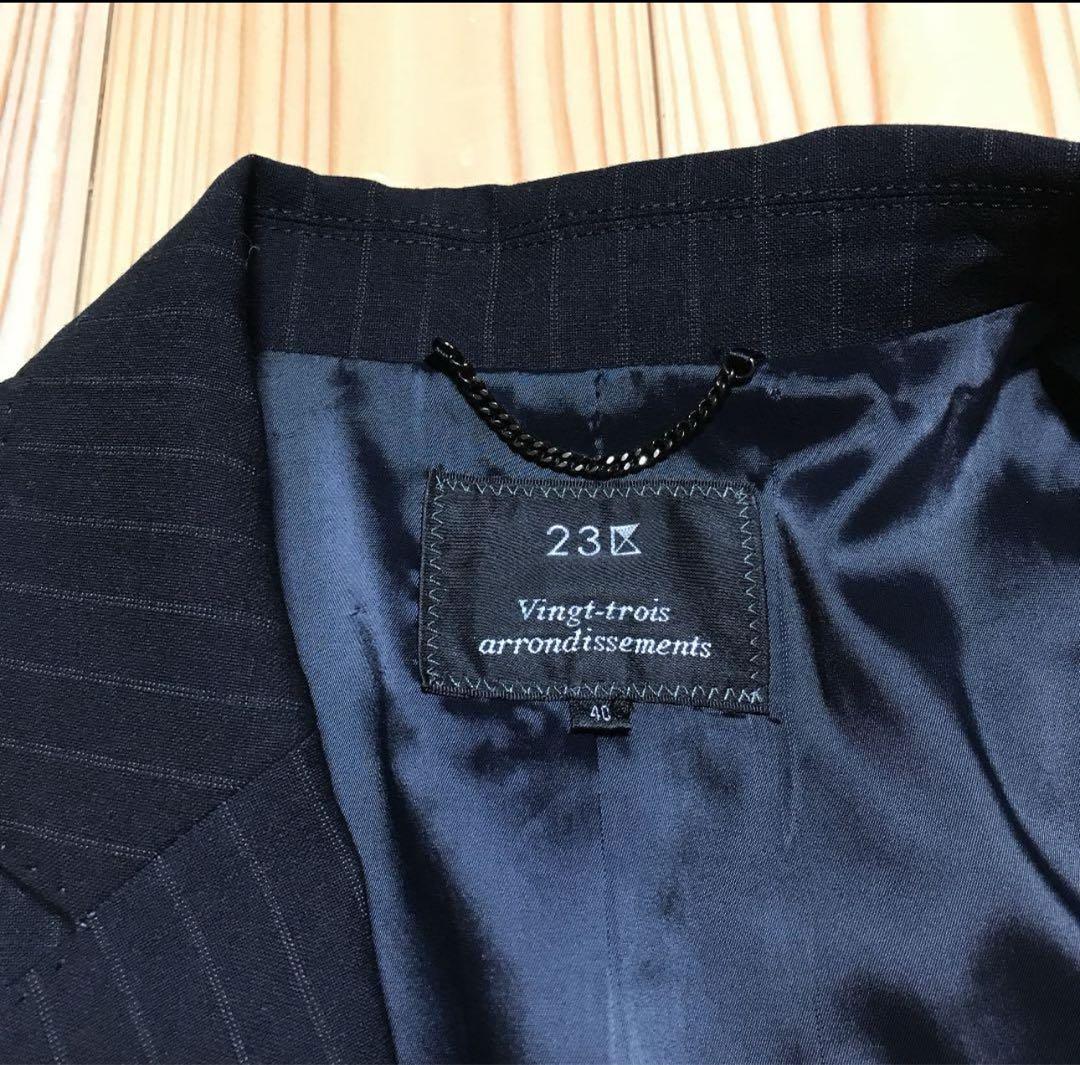 23区
Vingt-trois
arrondissements
40